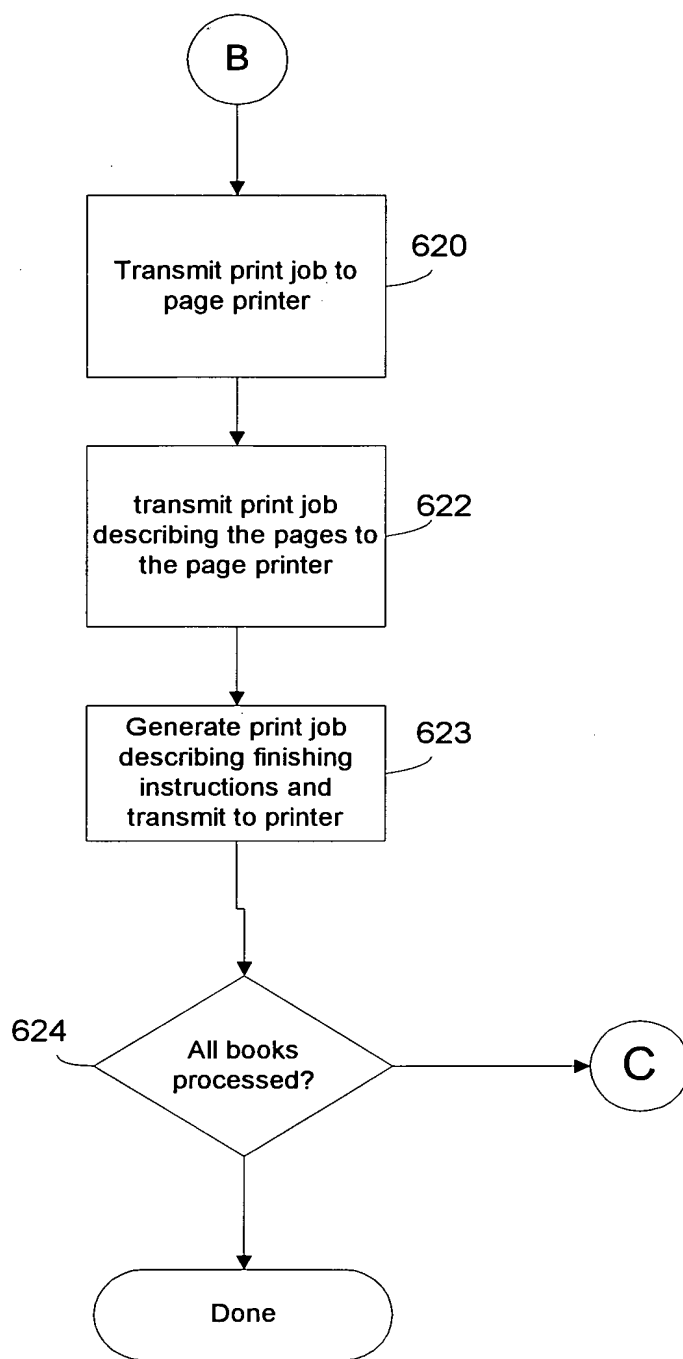 B
Transmit print job to
page printer
620
transmit print job
describing the pages to
the page printer
622
Generate print job
describing finishing
instructions and
transmit to printer
623
624
All books
processed?
C
Done